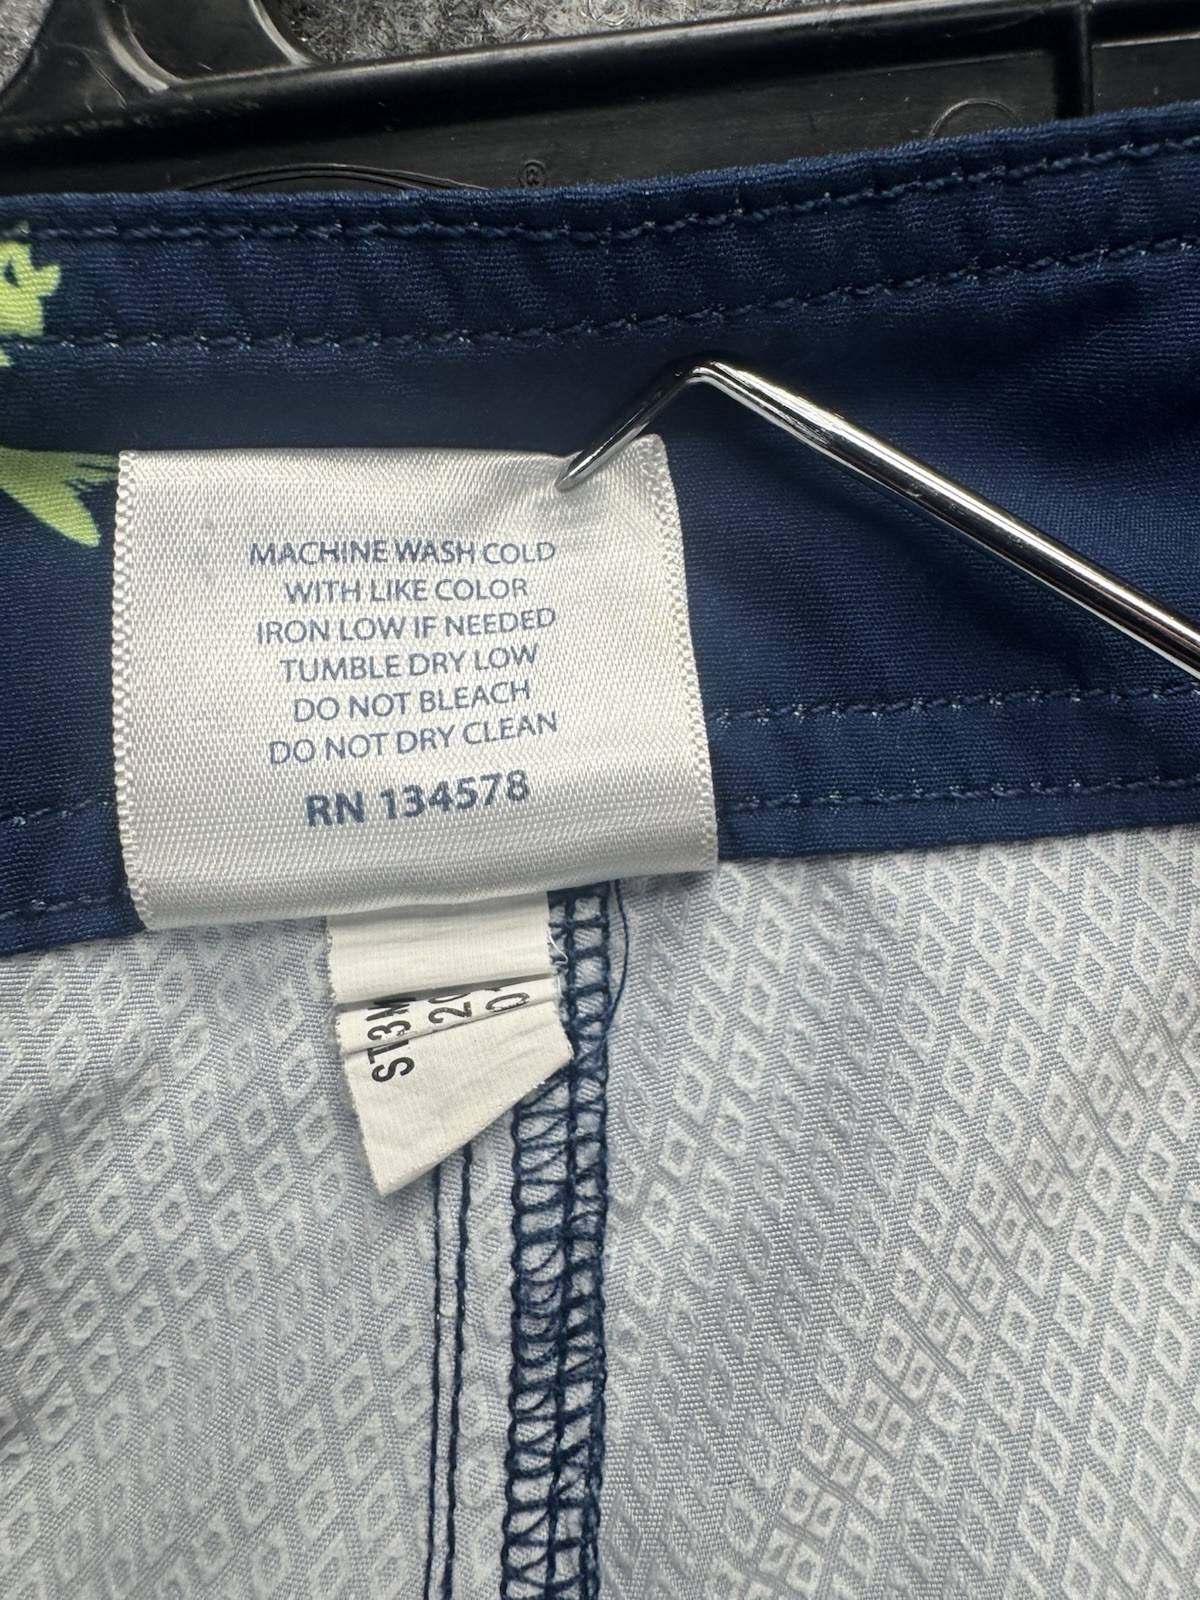 MACHINE WASH COLD
WITH LIKE COLOR
IRON LOW IF NEEDED
TUMBLE DRY LOW
DO NOT BLEACH
DO NOT DRY CLEAN
RN 134578